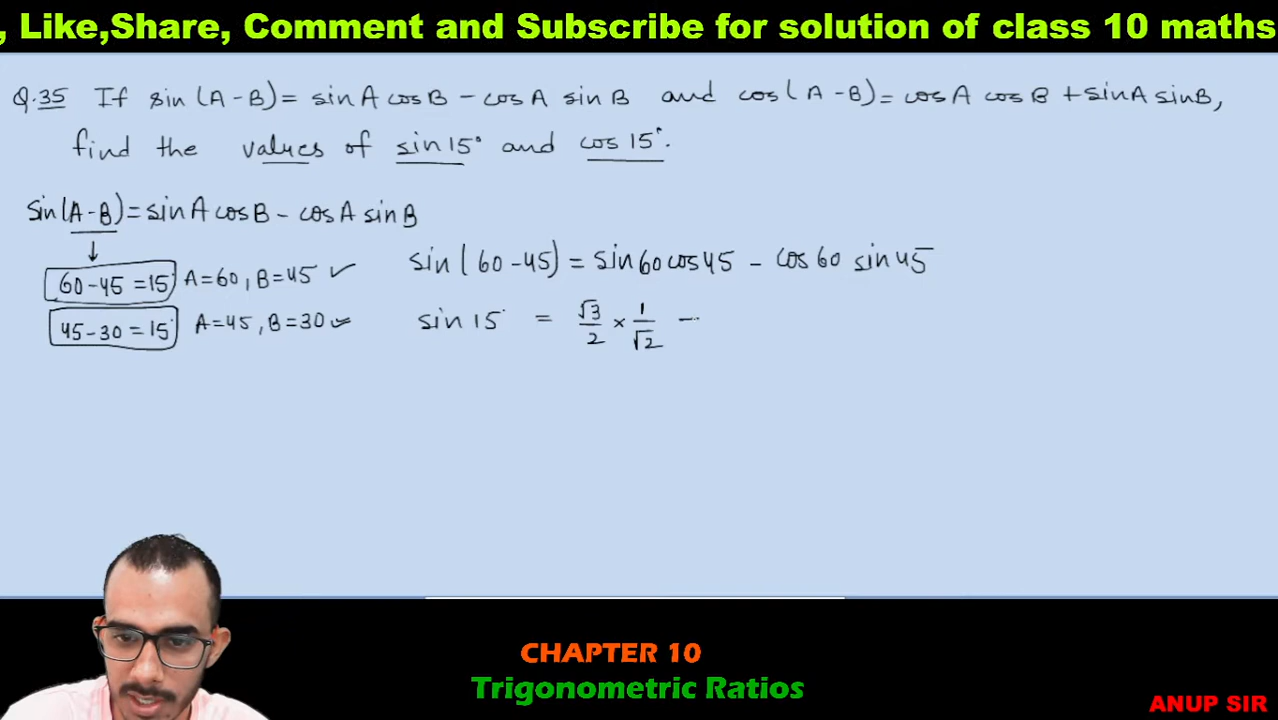 , Like,Share, Comment and Subscribe for solution of class 10 maths
Q.35 If sin(A-B)= sinA cosB - cosA sinB and cos(A-B)= cosA cosB + sinA sinB,
find the values of sin15° and cos15°.
sin(A-B)= sinA cosB - cosA sinB
↓
60-45 =15 A=60, B=45 ✓ sin(60-45) = sin60cos45 - cos60 sin45
45-30 =15 A=45, B=30 ✓ sin 15° = √3/2 × 1/√2 -
CHAPTER 10
Trigonometric Ratios
ANUP SIR